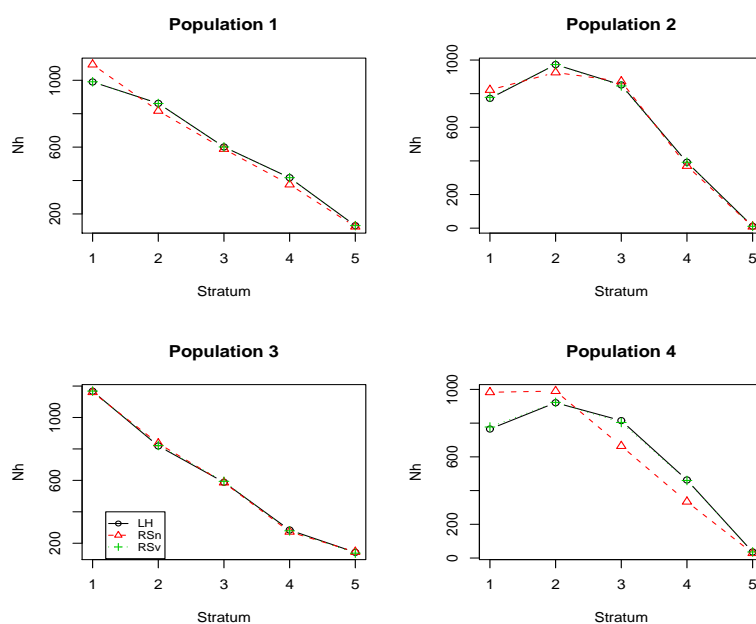 Population 1
Nh
1000
600
200
1 2 3 4 5
Stratum
Population 2
Nh
1000
600
200
0
1 2 3 4 5
Stratum
Population 3
Nh
1000
600
200
LH
RSn
RSv
1 2 3 4 5
Stratum
Population 4
Nh
1000
600
200
0
1 2 3 4 5
Stratum